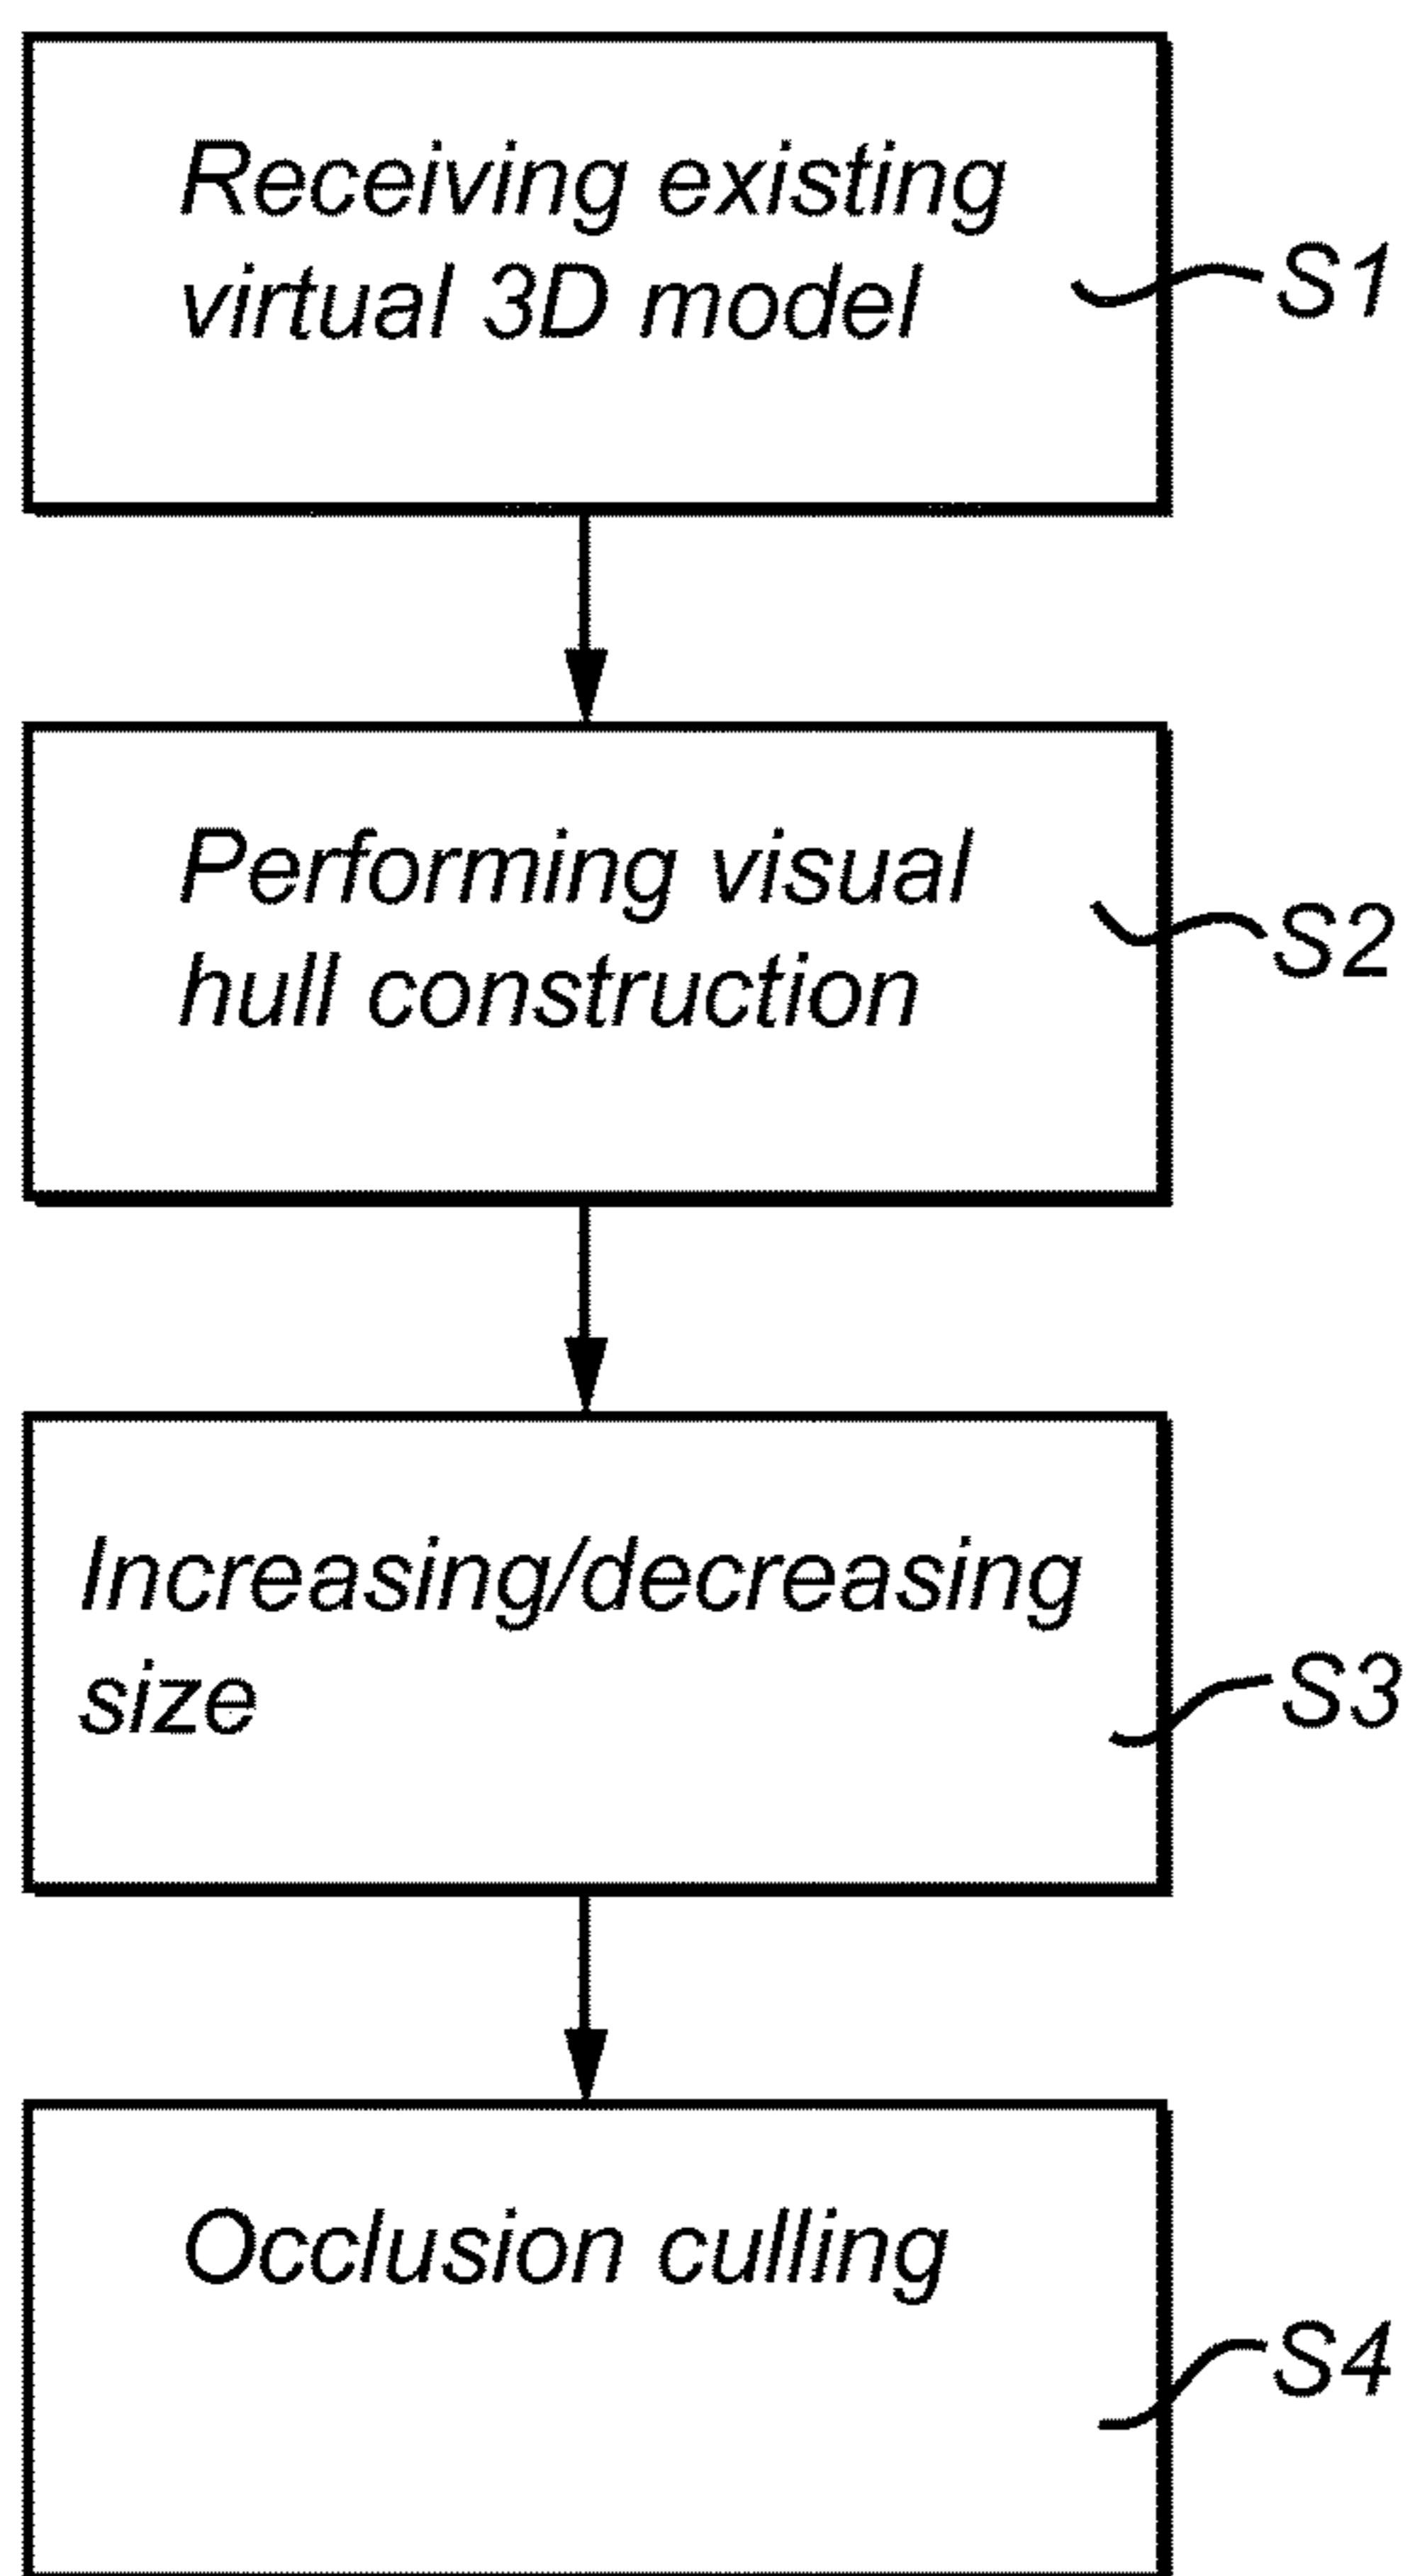 Receiving existing
virtual 3D model
S1
Performing visual
hull construction
S2
Increasing/decreasing
size
S3
Occlusion culling
S4